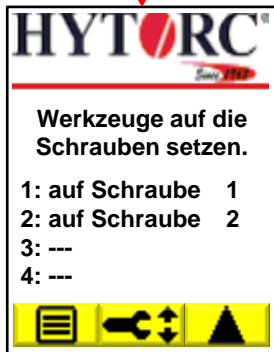 HYTORC®
Since 1968
Werkzeuge auf die
Schrauben setzen.
1: auf Schraube 1
2: auf Schraube 2
3: ---
4: ---